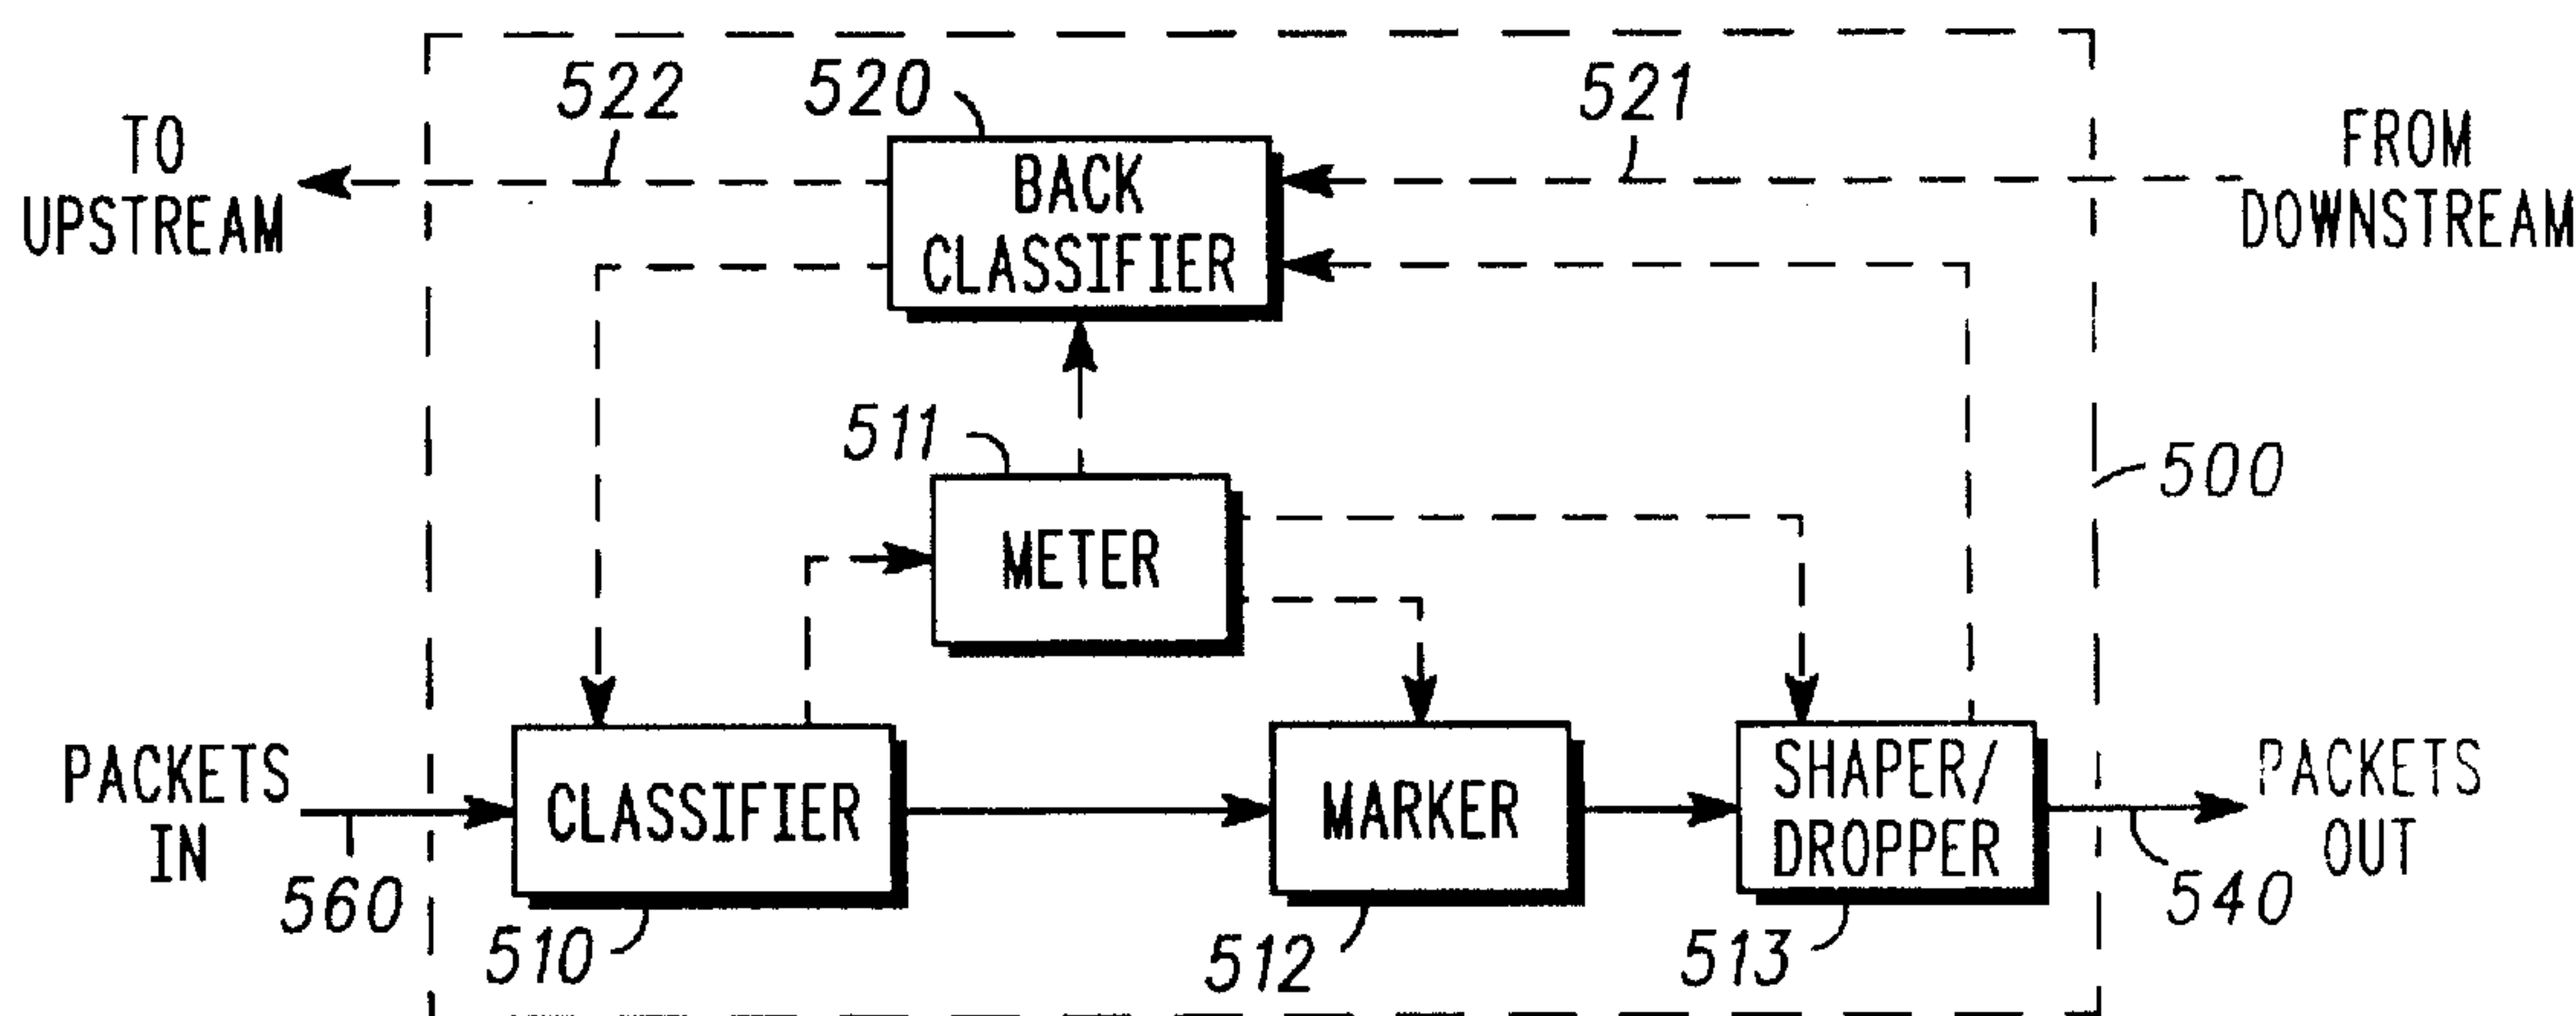 522
520
521
TO
UPSTREAM
BACK
CLASSIFIER
FROM
DOWNSTREAM
511
METER
500
PACKETS
IN
560
CLASSIFIER
510
MARKER
512
SHAPER/
DROPPER
513
PACKETS
OUT
540